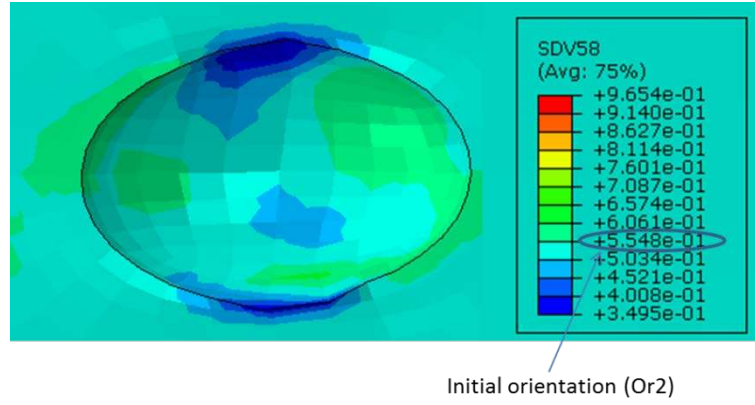 SDV58
(Avg: 75%)
+9.654e-01
+9.140e-01
+8.627e-01
+8.114e-01
+7.601e-01
+7.087e-01
+6.574e-01
+6.061e-01
+5.548e-01
+5.034e-01
+4.521e-01
+4.008e-01
+3.495e-01
Initial orientation (Or2)